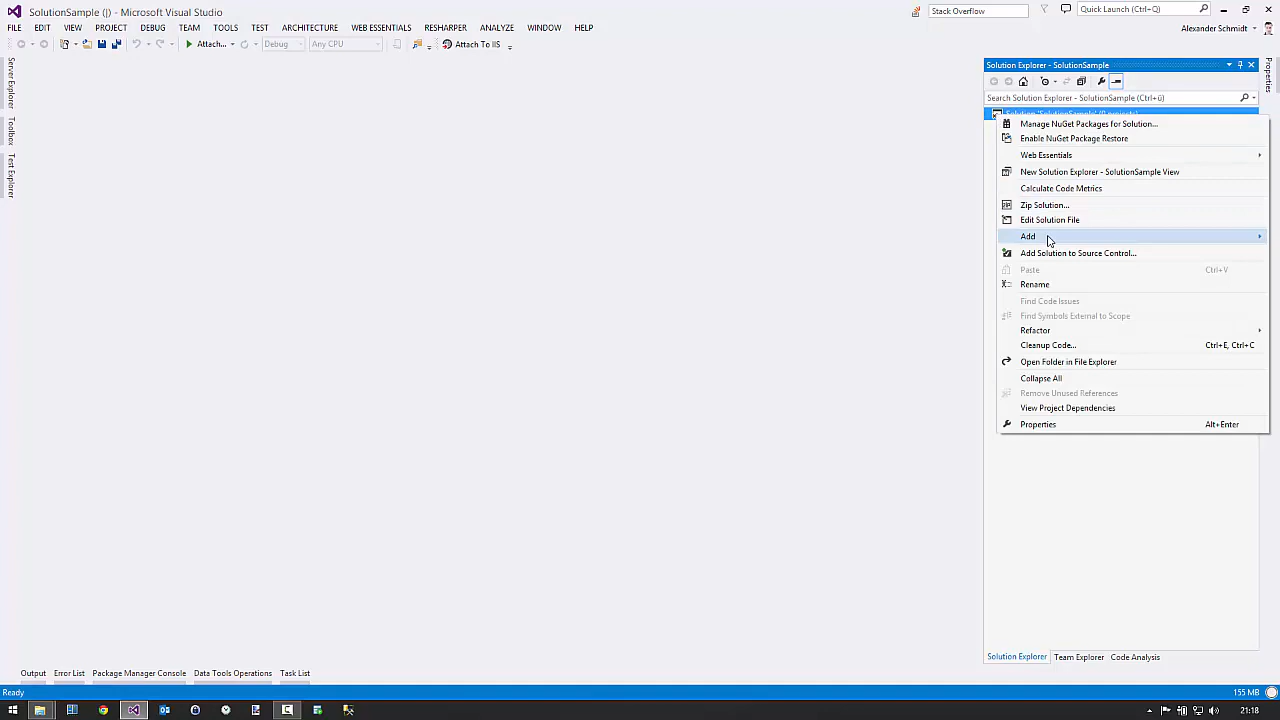 SolutionSample (|) - Microsoft Visual Studio
Stack Overflow
Quick Launch (Ctrl+Q)
FILE EDIT VIEW PROJECT DEBUG TEAM TOOLS TEST ARCHITECTURE WEB ESSENTIALS RESHARPER ANALYZE WINDOW HELP
Alexander Schmidt
Attach... Debug Any CPU Attach To IIS
Server Explorer
Toolbox
Test Explorer
Properties
Solution Explorer - SolutionSample
Search Solution Explorer - SolutionSample (Ctrl+ü)
Solution 'SolutionSample' (0 projects)
Manage NuGet Packages for Solution...
Enable NuGet Package Restore
Web Essentials
New Solution Explorer - SolutionSample View
Calculate Code Metrics
Zip Solution...
Edit Solution File
Add
Add Solution to Source Control...
Paste Ctrl+V
Rename
Find Code Issues
Find Symbols External to Scope
Refactor
Cleanup Code... Ctrl+E, Ctrl+C
Open Folder in File Explorer
Collapse All
Remove Unused References
View Project Dependencies
Properties Alt+Enter
Solution Explorer Team Explorer Code Analysis
Output Error List Package Manager Console Data Tools Operations Task List
Ready 155 MB
21:18